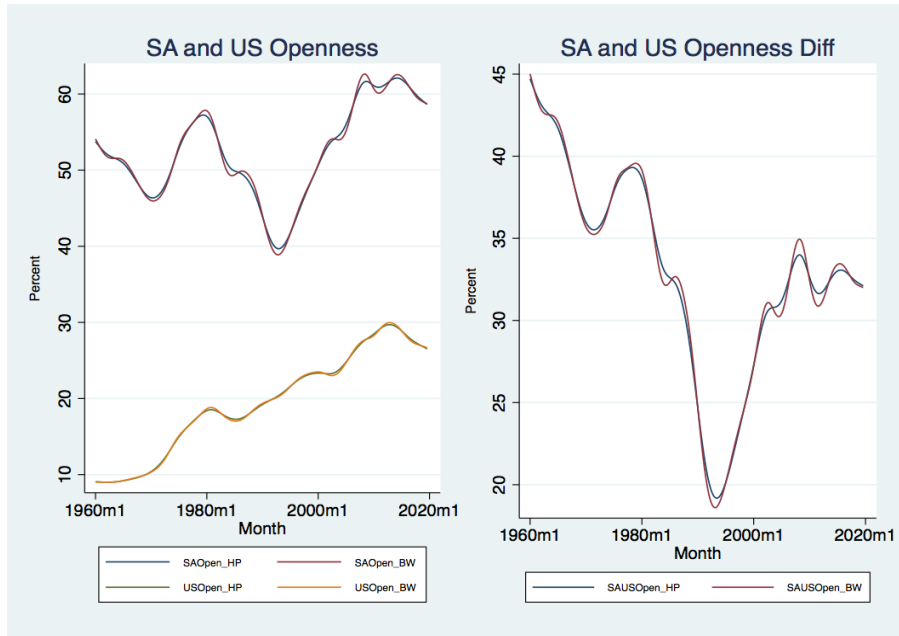 SA and US Openness
60
50
40
30
20
10
Percent
1960m1 1980m1 2000m1 2020m1
Month
SAOpen_HP SAOpen_BW
USOpen_HP USOpen_BW
SA and US Openness Diff
45
40
35
30
25
20
Percent
1960m1 1980m1 2000m1 2020m1
Month
SAUSOpen_HP SAUSOpen_BW